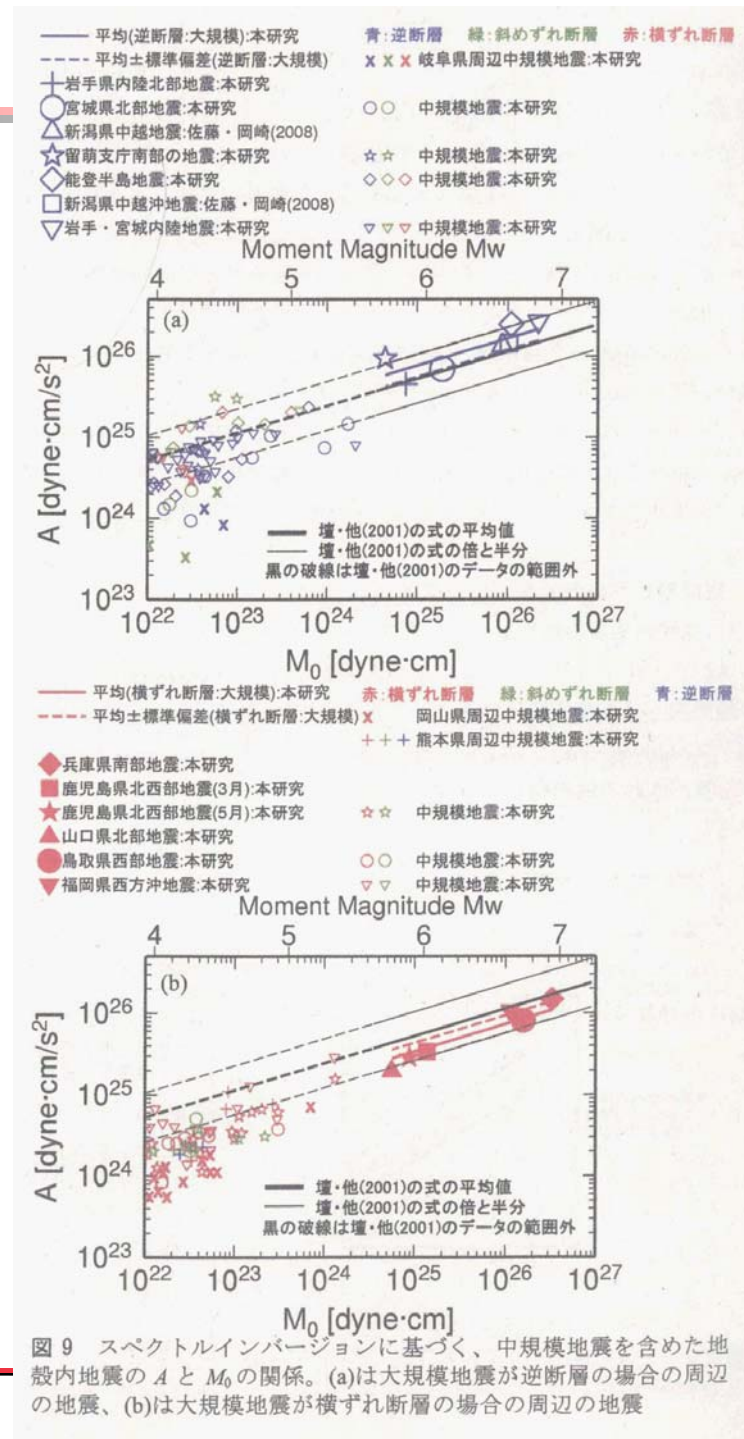 平均(逆断層:大規模):本研究 青:逆断層 緑:斜めずれ断層 赤:横ずれ断層
平均±標準偏差(逆断層:大規模) ××× 岐阜県周辺中規模地震:本研究
岩手県内陸北部地震:本研究
宮城県北部地震:本研究 中規模地震:本研究
新潟県中越地震:佐藤・岡崎(2008)
留萌支庁南部の地震:本研究 中規模地震:本研究
能登半島地震:本研究 中規模地震:本研究
新潟県中越沖地震:佐藤・岡崎(2008)
岩手・宮城内陸地震:本研究 中規模地震:本研究
Moment Magnitude Mw
4 5 6 7
(a)
A [dyne·cm/s²]
10²⁶
10²⁵
10²⁴
10²³
壇・他(2001)の式の平均値
壇・他(2001)の式の倍と半分
黒の破線は壇・他(2001)のデータの範囲外
10²² 10²³ 10²⁴ 10²⁵ 10²⁶ 10²⁷
M₀ [dyne·cm]
平均(横ずれ断層:大規模):本研究 赤:横ずれ断層 緑:斜めずれ断層 青:逆断層
平均±標準偏差(横ずれ断層:大規模) × 岡山県周辺中規模地震:本研究
+++ 熊本県周辺中規模地震:本研究
兵庫県南部地震:本研究
鹿児島県北西部地震(3月):本研究
鹿児島県北西部地震(5月):本研究 中規模地震:本研究
山口県北部地震:本研究
鳥取県西部地震:本研究 中規模地震:本研究
福岡県西方沖地震:本研究 中規模地震:本研究
Moment Magnitude Mw
4 5 6 7
(b)
A [dyne·cm/s²]
10²⁶
10²⁵
10²⁴
10²³
壇・他(2001)の式の平均値
壇・他(2001)の式の倍と半分
黒の破線は壇・他(2001)のデータの範囲外
10²² 10²³ 10²⁴ 10²⁵ 10²⁶ 10²⁷
M₀ [dyne·cm]
図 9 スペクトルインバージョンに基づく、中規模地震を含めた地
殻内地震の A と M₀ の関係。(a)は大規模地震が逆断層の場合の周辺
の地震、(b)は大規模地震が横ずれ断層の場合の周辺の地震